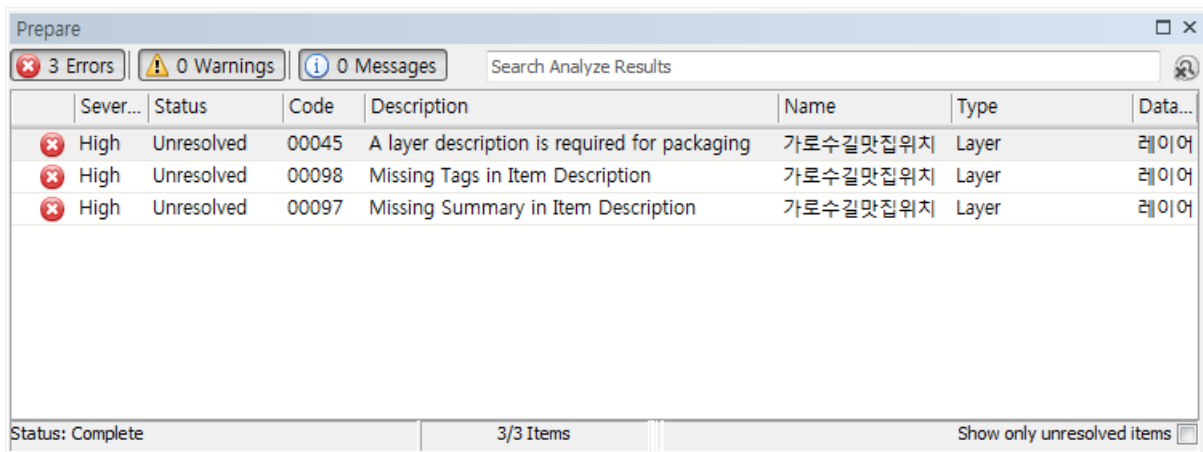 Prepare
3 Errors 0 Warnings 0 Messages Search Analyze Results
Sever... Status Code Description Name Type Data...
High Unresolved 00045 A layer description is required for packaging 가로수길맛집위치 Layer 레이어
High Unresolved 00098 Missing Tags in Item Description 가로수길맛집위치 Layer 레이어
High Unresolved 00097 Missing Summary in Item Description 가로수길맛집위치 Layer 레이어
Status: Complete 3/3 Items Show only unresolved items